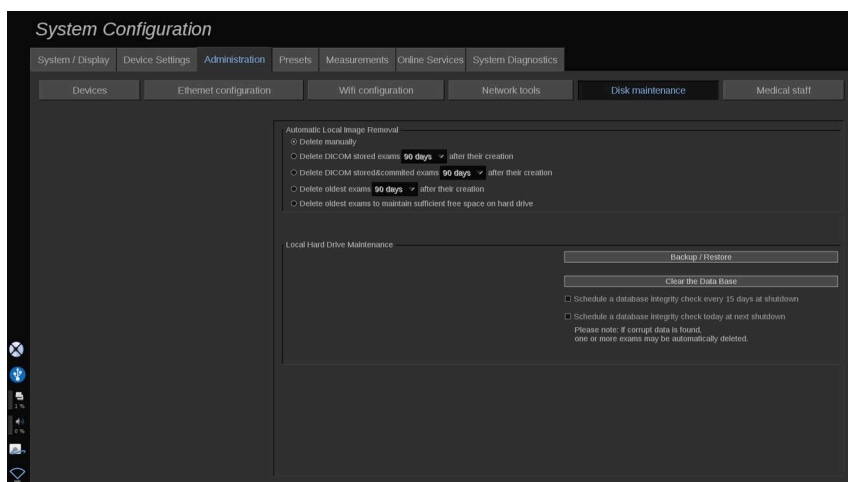 System Configuration
System / Display Device Settings Administration Presets Measurements Online Services System Diagnostics
Devices Ethernet configuration Wifi configuration Network tools Disk maintenance Medical staff
Automatic Local Image Removal
Delete manually
Delete DICOM stored exams 90 days after their creation
Delete DICOM stored&commited exams 90 days after their creation
Delete oldest exams 90 days after their creation
Delete oldest exams to maintain sufficient free space on hard drive
Local Hard Drive Maintenance
Backup / Restore
Clear the Data Base
Schedule a database integrity check every 15 days at shutdown
Schedule a database integrity check today at next shutdown
Please note: If corrupt data is found,
one or more exams may be automatically deleted.
1 %
0 %